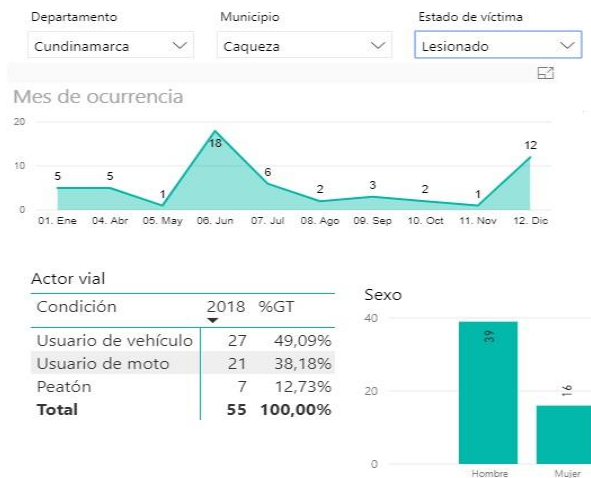 Departamento Municipio Estado de víctima
Cundinamarca Caqueza Lesionado
Mes de ocurrencia
20
10
0
5 5 1 18 6 2 3 2 1 12
01. Ene 04. Abr 05. May 06. Jun 07. Jul 08. Ago 09. Sep 10. Oct 11. Nov 12. Dic
Actor vial
Condición 2018 %GT
Usuario de vehículo 27 49,09%
Usuario de moto 21 38,18%
Peatón 7 12,73%
Total 55 100,00%
Sexo
40
20
0
39 16
Hombre Mujer